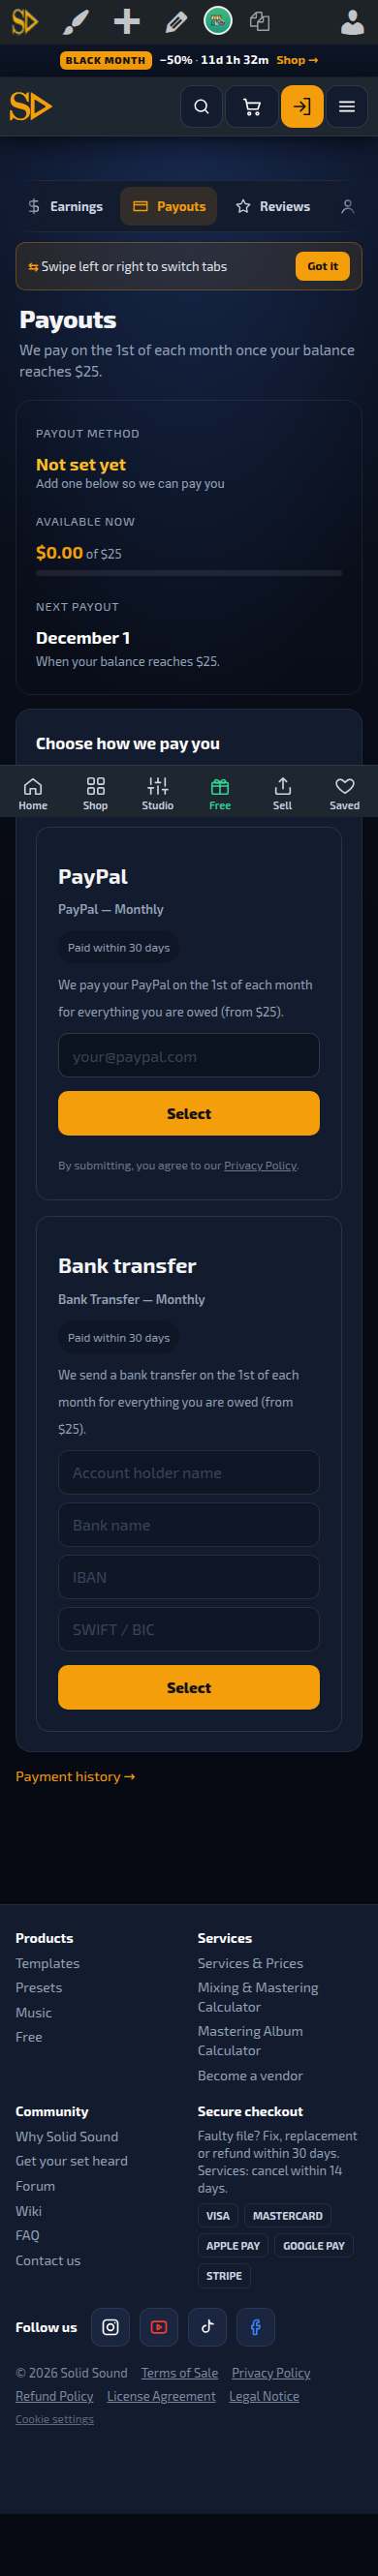 BLACK MONTH -50% · 11d 1h 32m Shop →
Earnings Payouts Reviews
⇆ Swipe left or right to switch tabs Got it
Payouts
We pay on the 1st of each month once your balance
reaches $25.
PAYOUT METHOD
Not set yet
Add one below so we can pay you
AVAILABLE NOW
$0.00 of $25
NEXT PAYOUT
December 1
When your balance reaches $25.
Choose how we pay you
Home Shop Studio Free Sell Saved
PayPal
PayPal — Monthly
Paid within 30 days
We pay your PayPal on the 1st of each month
for everything you are owed (from $25).
your@paypal.com
Select
By submitting, you agree to our Privacy Policy.
Bank transfer
Bank Transfer — Monthly
Paid within 30 days
We send a bank transfer on the 1st of each
month for everything you are owed (from
$25).
Account holder name
Bank name
IBAN
SWIFT / BIC
Select
Payment history →
Products
Templates
Presets
Music
Free
Services
Services & Prices
Mixing & Mastering
Calculator
Mastering Album
Calculator
Become a vendor
Community
Why Solid Sound
Get your set heard
Forum
Wiki
FAQ
Contact us
Secure checkout
Faulty file? Fix, replacement
or refund within 30 days.
Services: cancel within 14
days.
VISA MASTERCARD
APPLE PAY GOOGLE PAY
STRIPE
Follow us
© 2026 Solid Sound Terms of Sale Privacy Policy
Refund Policy License Agreement Legal Notice
Cookie settings